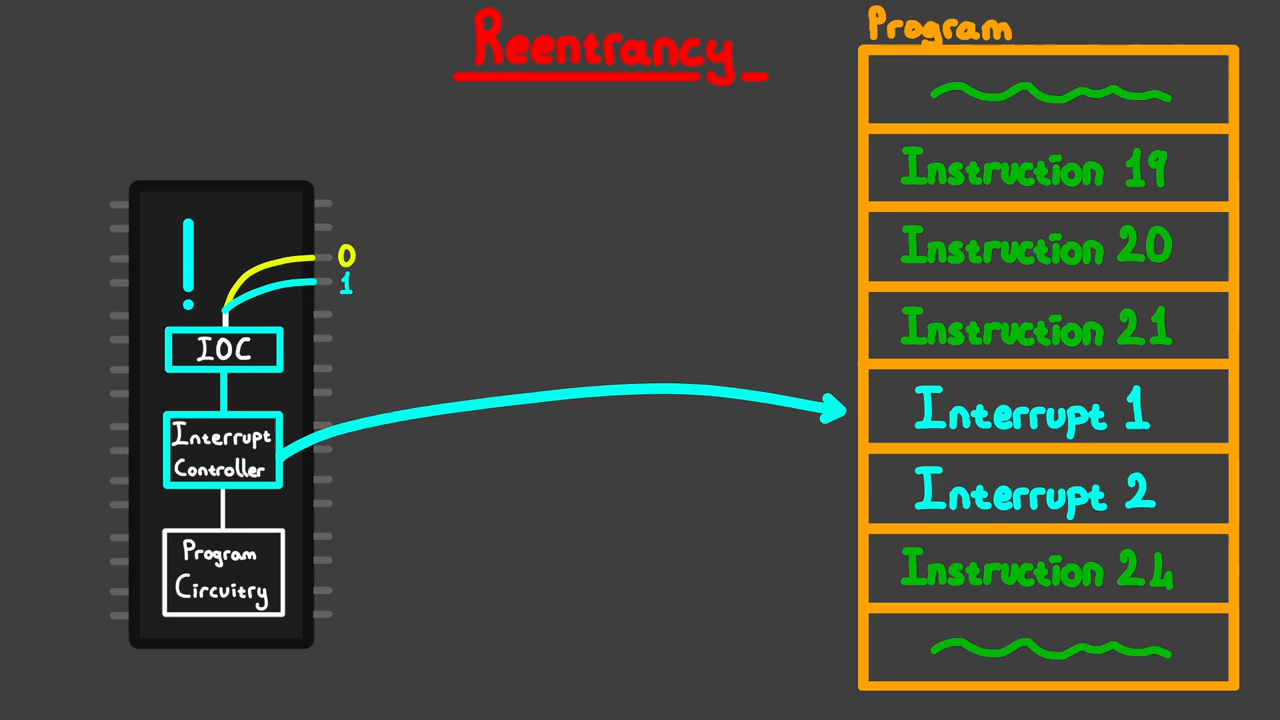 Reentrancy
Program
Instruction 19
Instruction 20
Instruction 21
Interrupt 1
Interrupt 2
Instruction 24
!
0
1
IOC
Interrupt
Controller
Program
Circuitry